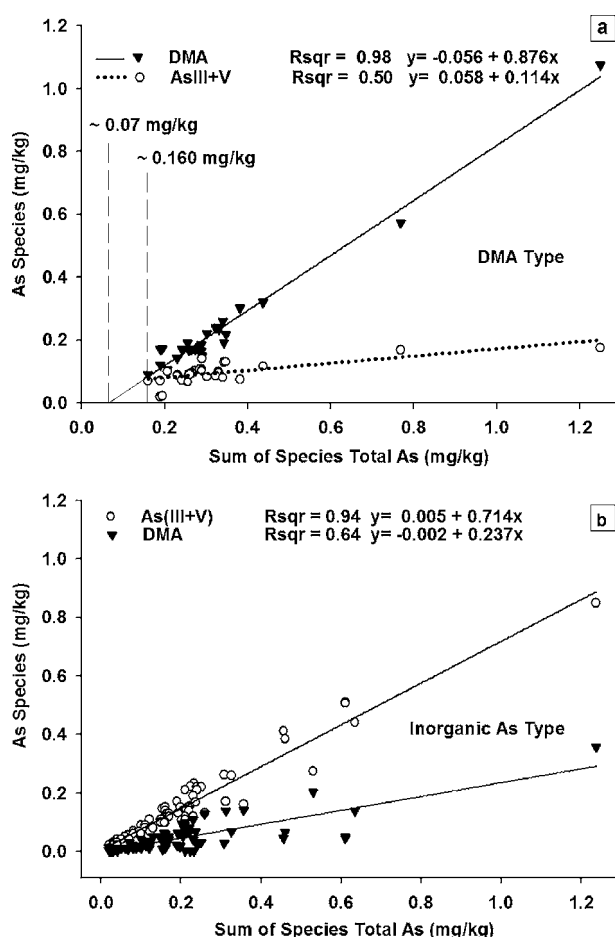 a
DMA Rsqr = 0.98 y= -0.056 + 0.876x
AsIII+V Rsqr = 0.50 y= 0.058 + 0.114x
~ 0.07 mg/kg
~ 0.160 mg/kg
As Species (mg/kg)
1.2
1.0
0.8
0.6
0.4
0.2
0.0
DMA Type
0.0 0.2 0.4 0.6 0.8 1.0 1.2
Sum of Species Total As (mg/kg)
b
As(III+V) Rsqr = 0.94 y= 0.005 + 0.714x
DMA Rsqr = 0.64 y= -0.002 + 0.237x
As Species (mg/kg)
1.2
1.0
0.8
0.6
0.4
0.2
0.0
Inorganic As Type
0.0 0.2 0.4 0.6 0.8 1.0 1.2
Sum of Species Total As (mg/kg)